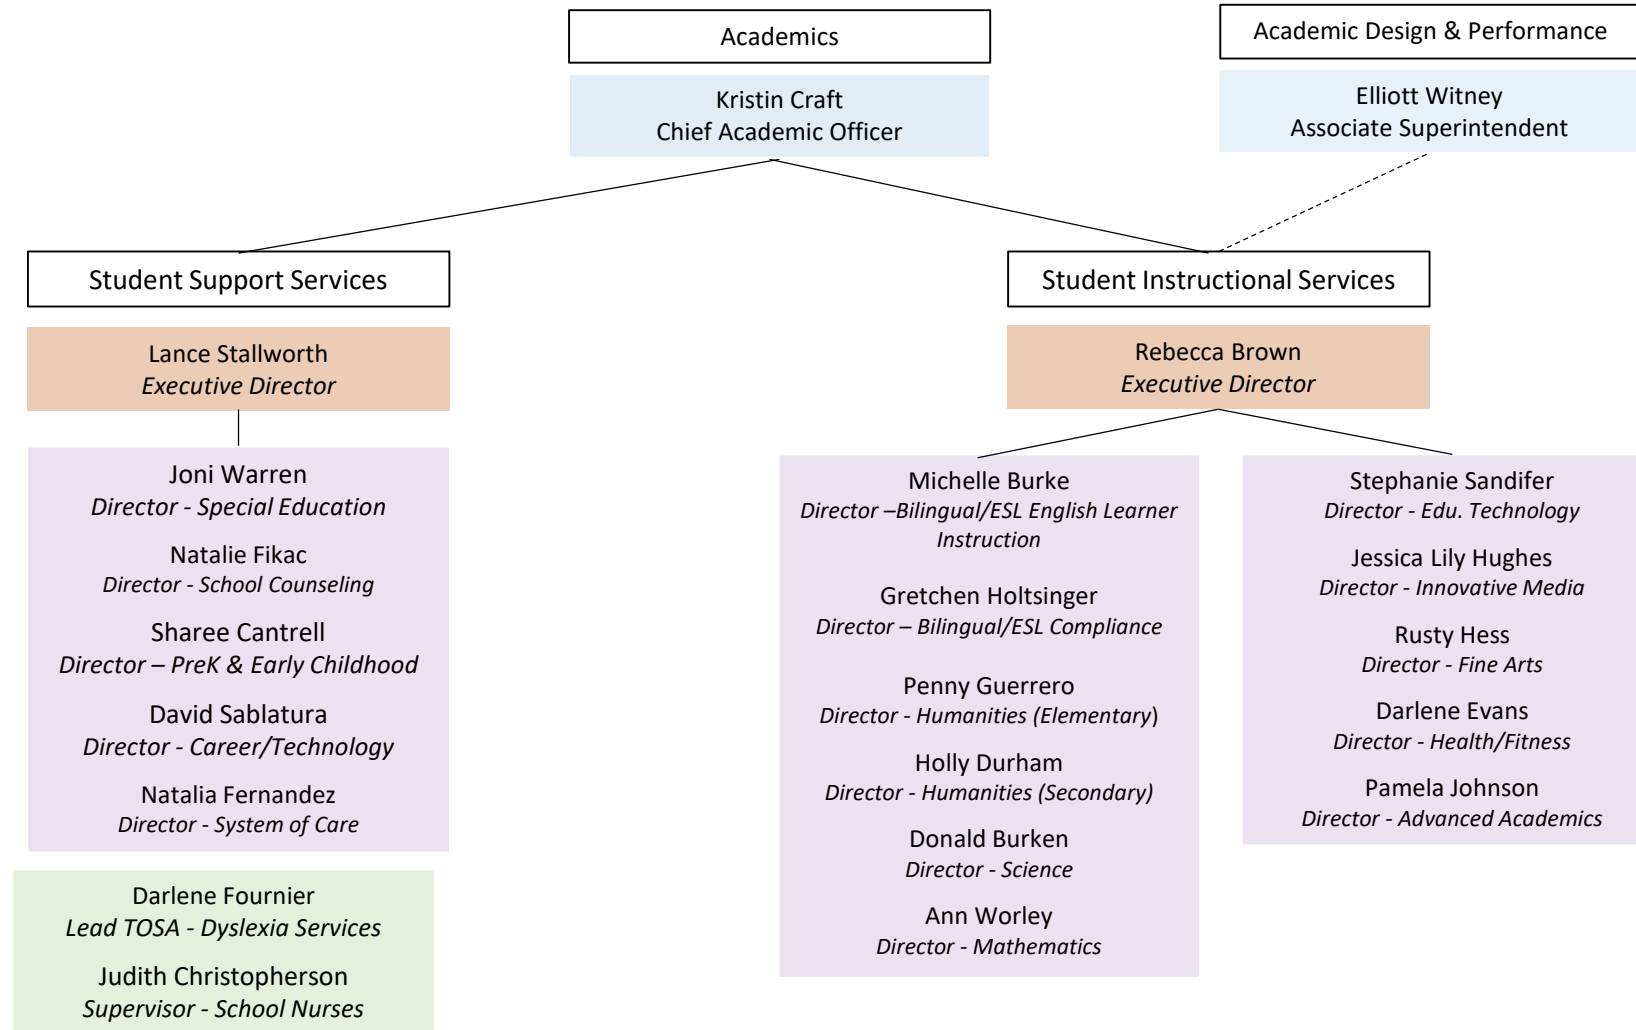 Academics
Kristin Craft
Chief Academic Officer
Academic Design & Performance
Elliott Witney
Associate Superintendent
Student Support Services
Lance Stallworth
Executive Director
Joni Warren
Director - Special Education
Natalie Fikac
Director - School Counseling
Sharee Cantrell
Director – PreK & Early Childhood
David Sablatura
Director - Career/Technology
Natalia Fernandez
Director - System of Care
Darlene Fournier
Lead TOSA - Dyslexia Services
Judith Christopherson
Supervisor - School Nurses
Student Instructional Services
Rebecca Brown
Executive Director
Michelle Burke
Director –Bilingual/ESL English Learner
Instruction
Gretchen Holtsinger
Director – Bilingual/ESL Compliance
Penny Guerrero
Director - Humanities (Elementary)
Holly Durham
Director - Humanities (Secondary)
Donald Burken
Director - Science
Ann Worley
Director - Mathematics
Stephanie Sandifer
Director - Edu. Technology
Jessica Lily Hughes
Director - Innovative Media
Rusty Hess
Director - Fine Arts
Darlene Evans
Director - Health/Fitness
Pamela Johnson
Director - Advanced Academics